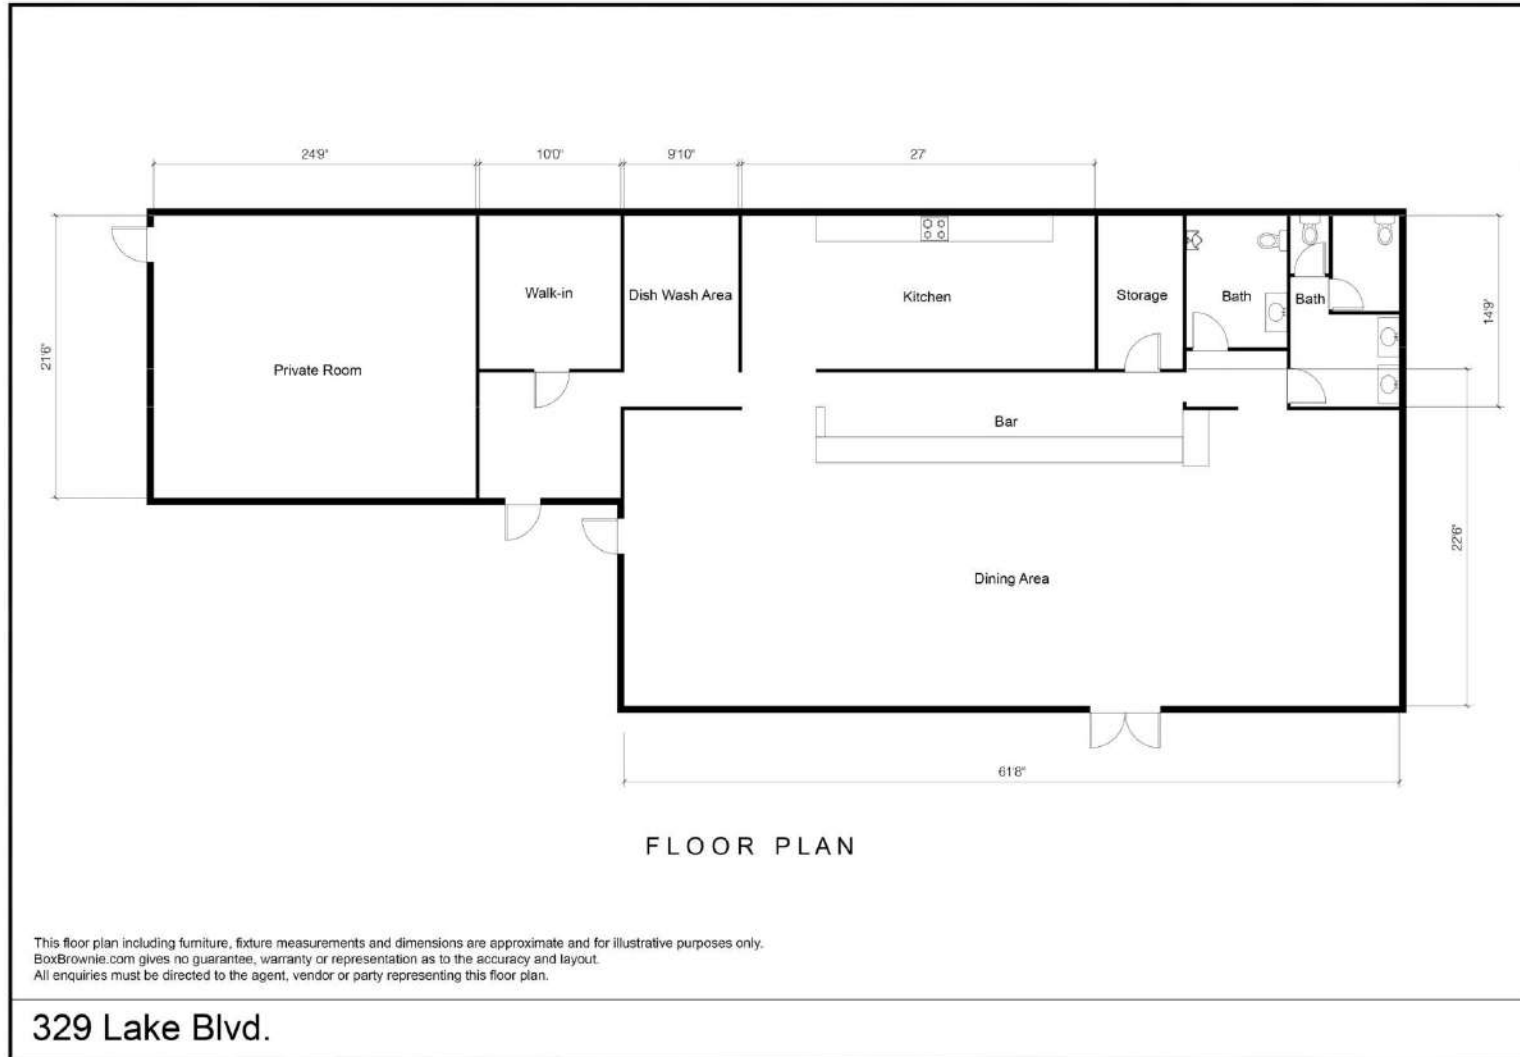 24'9" 10'0" 9'10" 27'
Walk-in Dish Wash Area Kitchen Storage Bath Bath
14'9"
21'6"
Private Room
Bar
22'6"
Dining Area
61'8"
FLOOR PLAN
This floor plan including furniture, fixture measurements and dimensions are approximate and for illustrative purposes only.
BoxBrownie.com gives no guarantee, warranty or representation as to the accuracy and layout.
All enquiries must be directed to the agent, vendor or party representing this floor plan.
329 Lake Blvd.